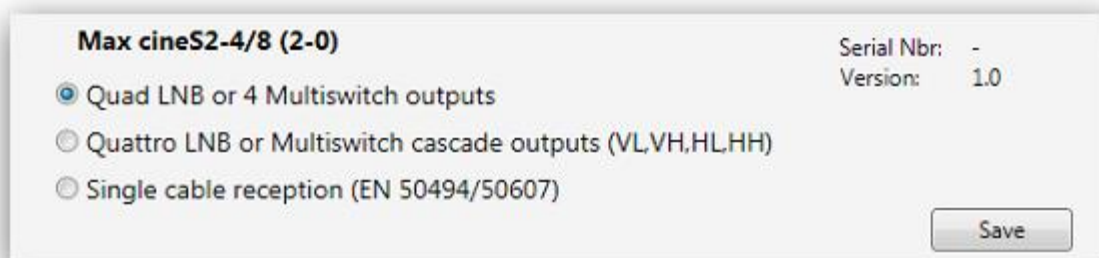 Max cineS2-4/8 (2-0)
Serial Nbr: -
Version: 1.0
Quad LNB or 4 Multiswitch outputs
Quattro LNB or Multiswitch cascade outputs (VL,VH,HL,HH)
Single cable reception (EN 50494/50607)
Save